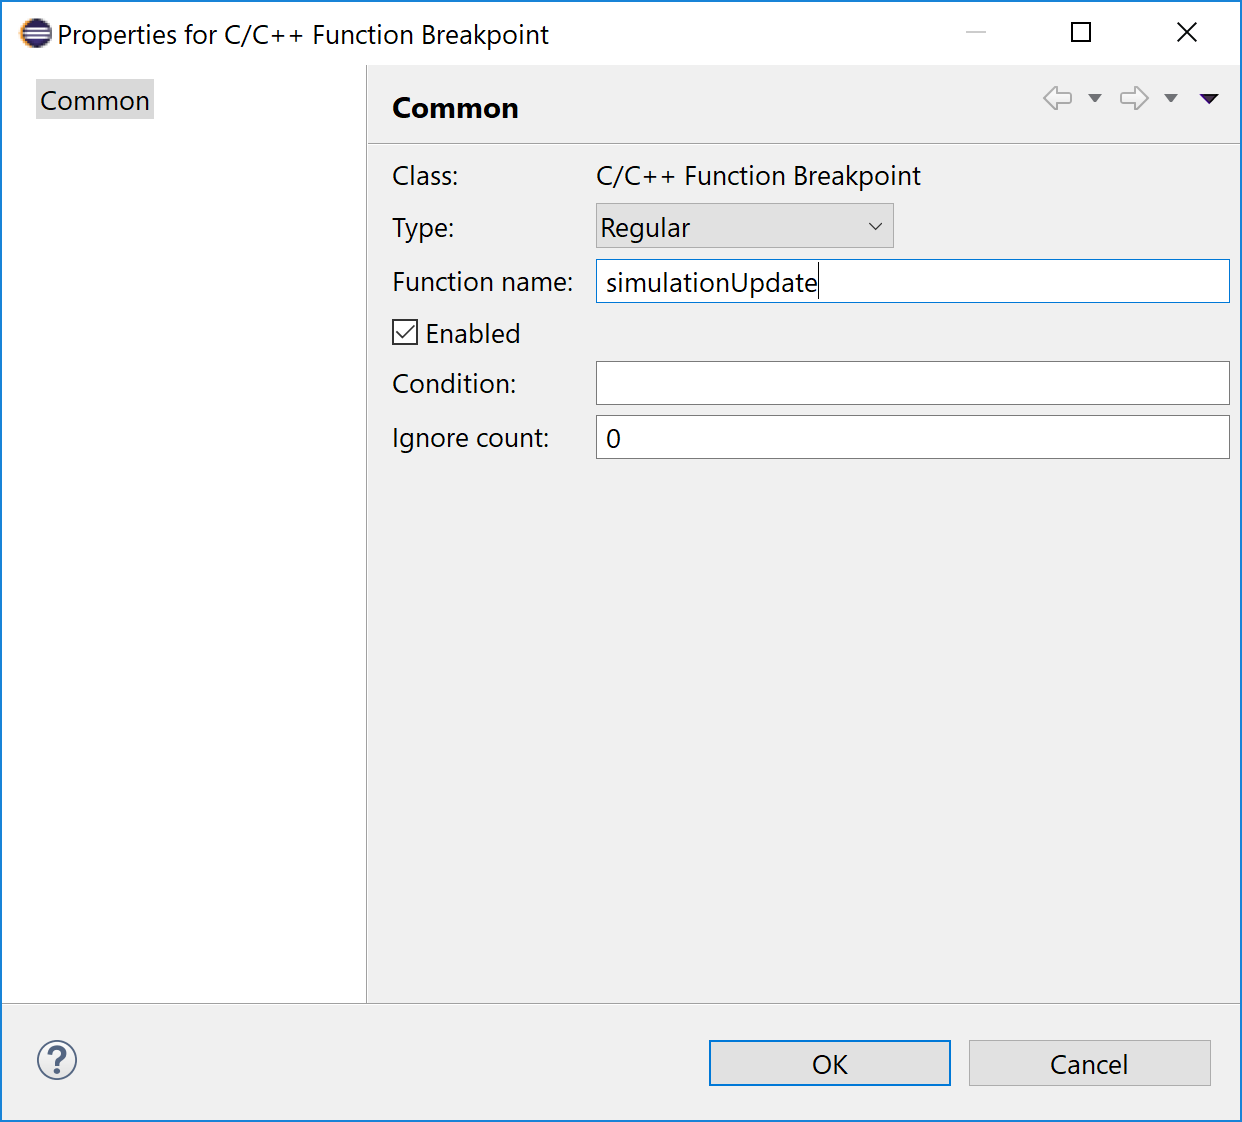 Properties for C/C++ Function Breakpoint
Common
Common
Class: C/C++ Function Breakpoint
Type: Regular
Function name: simulationUpdate
Enabled
Condition:
Ignore count: 0
?
OK Cancel